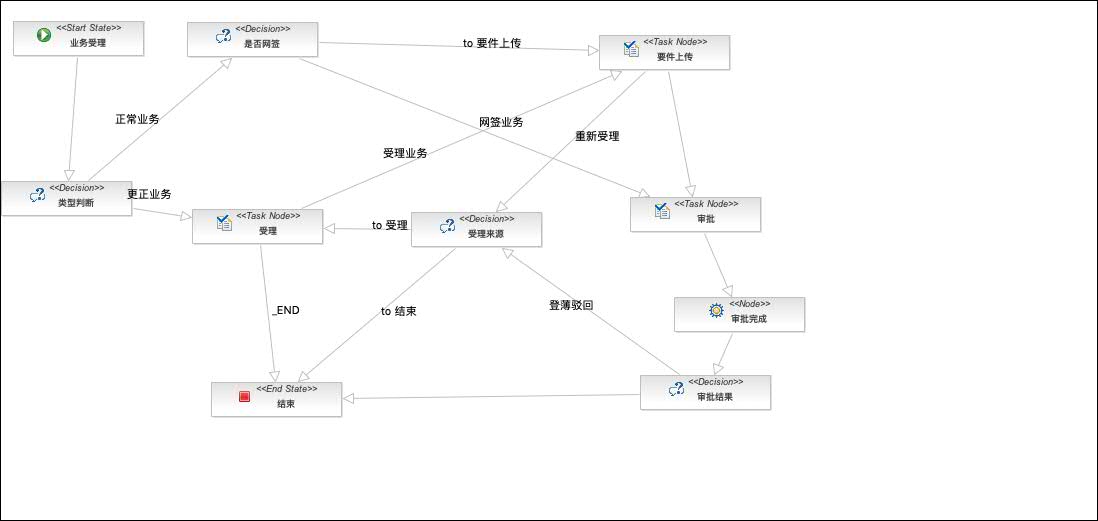 <<Start State>>
业务受理
<<Decision>>
是否网签
to 要件上传
<<Task Node>>
要件上传
正常业务
网签业务
重新受理
受理业务
<<Decision>>
类型判断
更正业务
<<Task Node>>
受理
to 受理
<<Decision>>
受理来源
<<Task Node>>
审批
_END
to 结束
登薄驳回
<<Node>>
审批完成
<<End State>>
结束
<<Decision>>
审批结果